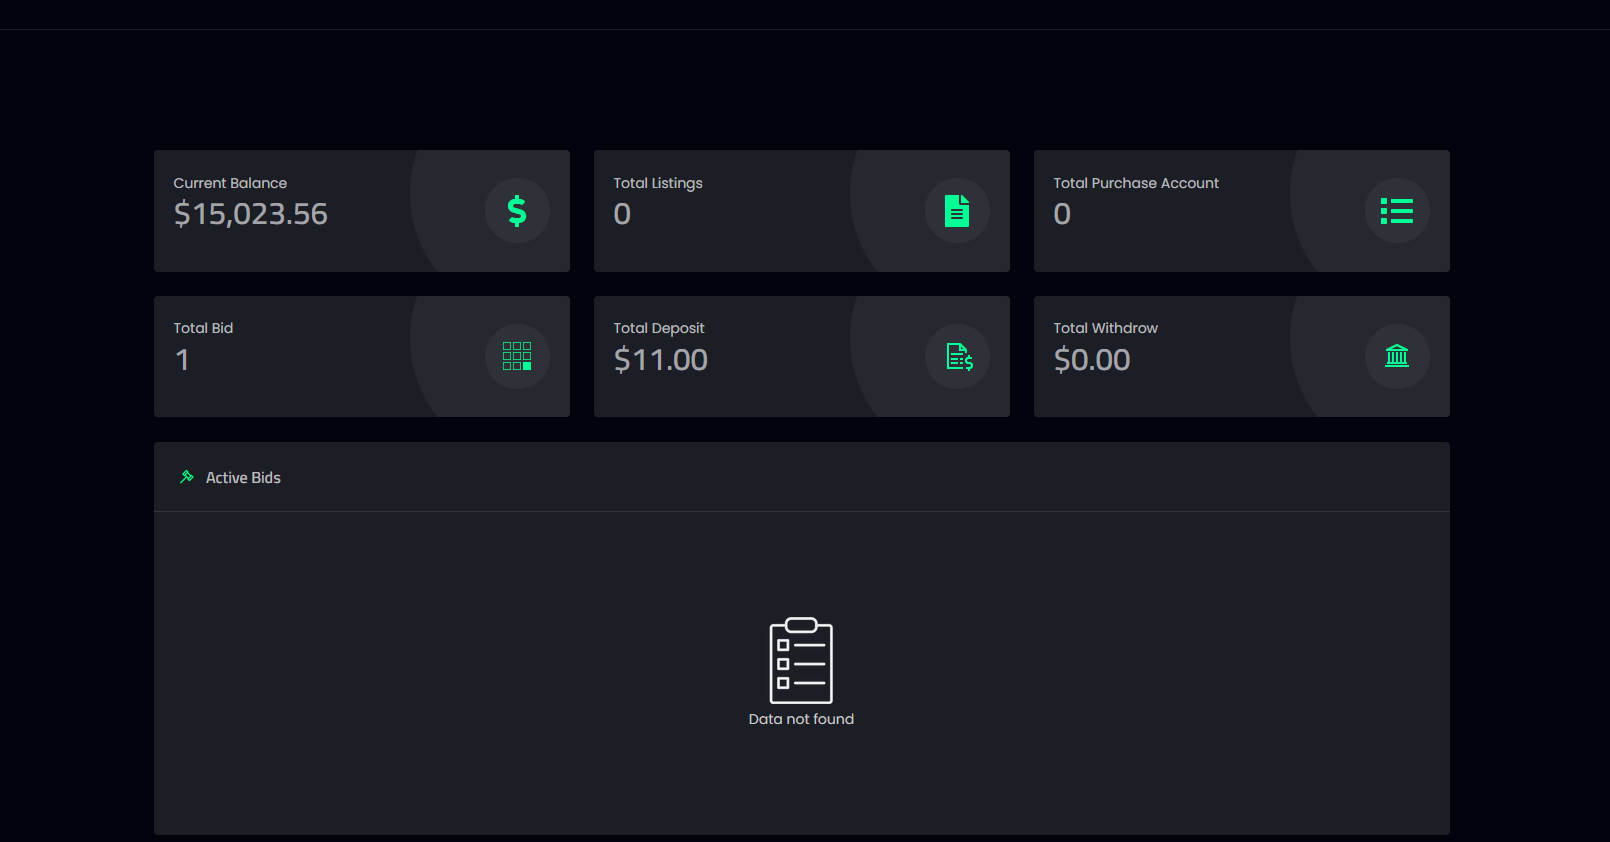 Current Balance
$15,023.56
Total Listings
0
Total Purchase Account
0
Total Bid
1
Total Deposit
$11.00
Total Withdrow
$0.00
Active Bids
Data not found